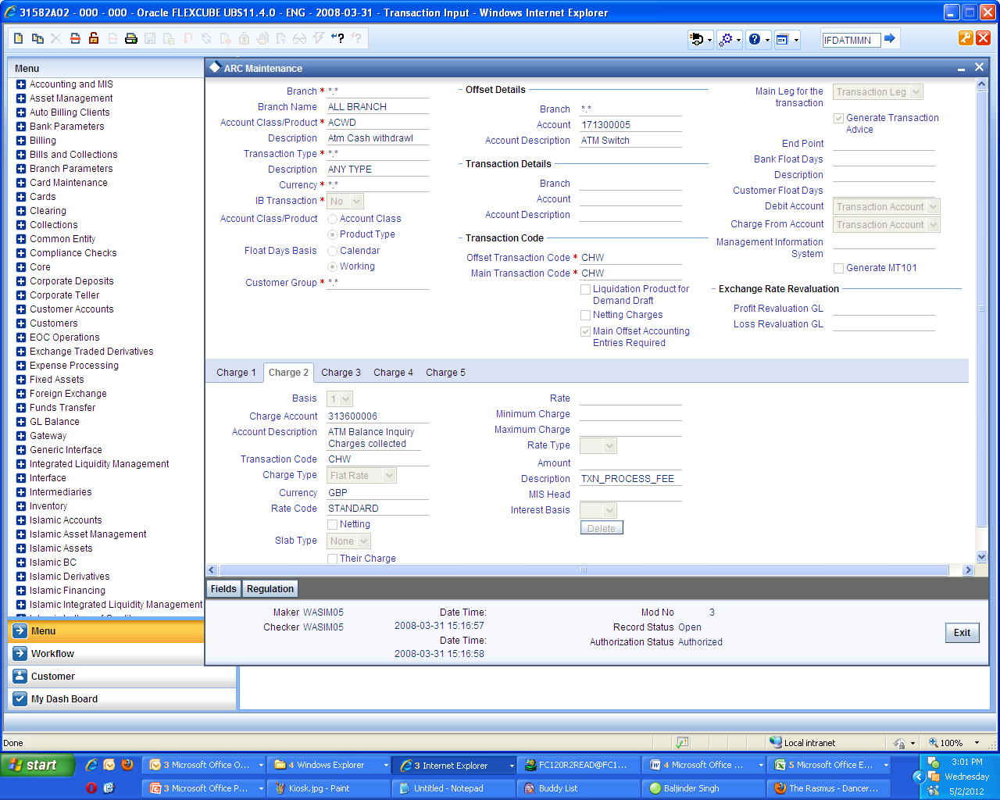 31582A02 - 000 - 000 - Oracle FLEXCUBE UBS11.4.0 - ENG - 2008-03-31 - Transaction Input - Windows Internet Explorer
IFDATMMN
Menu
Accounting and MIS
Asset Management
Auto Billing Clients
Bank Parameters
Billing
Bills and Collections
Branch Parameters
Card Maintenance
Cards
Clearing
Collections
Common Entity
Compliance Checks
Core
Corporate Deposits
Corporate Teller
Customer Accounts
Customers
EOC Operations
Exchange Traded Derivatives
Expense Processing
Fixed Assets
Foreign Exchange
Funds Transfer
GL Balance
Gateway
Generic Interface
Integrated Liquidity Management
Interface
Intermediaries
Inventory
Islamic Accounts
Islamic Asset Management
Islamic Assets
Islamic BC
Islamic Derivatives
Islamic Financing
Islamic Integrated Liquidity Management
Menu
Workflow
Customer
My Dash Board
ARC Maintenance
Branch * *.*
Branch Name ALL BRANCH
Account Class/Product * ACWD
Description Atm Cash withdrawl
Transaction Type * *.*
Description ANY TYPE
Currency * *.*
IB Transaction * No
Account Class/Product Account Class
Product Type
Float Days Basis Calendar
Working
Customer Group * *.*
Offset Details
Branch *.*
Account 171300005
Account Description ATM Switch
Transaction Details
Branch
Account
Account Description
Transaction Code
Offset Transaction Code * CHW
Main Transaction Code * CHW
Liquidation Product for
Demand Draft
Netting Charges
Main Offset Accounting
Entries Required
Main Leg for the
transaction
Transaction Leg
Generate Transaction
Advice
End Point
Bank Float Days
Description
Customer Float Days
Debit Account Transaction Account
Charge From Account Transaction Account
Management Information
System
Generate MT101
Exchange Rate Revaluation
Profit Revaluation GL
Loss Revaluation GL
Charge 1 Charge 2 Charge 3 Charge 4 Charge 5
Basis 1
Charge Account 313600006
Account Description ATM Balance Inquiry
Charges collected
Transaction Code CHW
Charge Type Flat Rate
Currency GBP
Rate Code STANDARD
Netting
Slab Type None
Their Charge
Rate
Minimum Charge
Maximum Charge
Rate Type
Amount
Description TXN_PROCESS_FEE
MIS Head
Interest Basis
Delete
Fields Regulation
Maker WASIM05 Date Time: Mod No 3
2008-03-31 15:16:57
Checker WASIM05 Record Status Open
Date Time:
Authorization Status Authorized
2008-03-31 15:16:58
Exit
Done
Local intranet
100%
start
3 Microsoft Office O...
4 Windows Explorer
3 Internet Explorer
FC120R2READ@FC1...
4 Microsoft Office ...
5 Microsoft Office E...
3:01 PM
Wednesday
5/2/2012
3 Microsoft Office P...
Kiosk.jpg - Paint
Untitled - Notepad
Buddy List
Baljinder Singh
The Rasmus - Dancer...